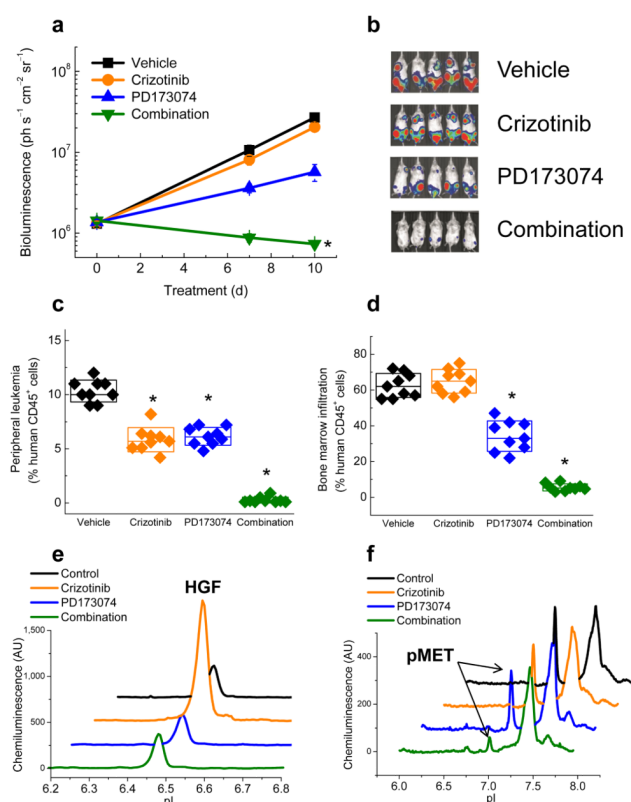 a
Vehicle
Crizotinib
PD173074
Combination
10⁸
10⁷
10⁶
Bioluminescence (ph s⁻¹ cm⁻² sr⁻¹)
*
0 2 4 6 8 10
Treatment (d)
b
Vehicle
Crizotinib
PD173074
Combination
c
Peripheral leukemia
(% human CD45⁺ cells)
15
10
5
0
* * *
Vehicle Crizotinib PD173074 Combination
d
Bone marrow infiltration
(% human CD45⁺ cells)
80
60
40
20
0
* *
Vehicle Crizotinib PD173074 Combination
e
Control
Crizotinib
PD173074
Combination
HGF
Chemiluminescence (AU)
1,500
1,000
500
0
6.2 6.3 6.4 6.5 6.6 6.7 6.8
pI
f
Control
Crizotinib
PD173074
Combination
pMET
Chemiluminescence (AU)
400
200
0
6.0 6.5 7.0 7.5 8.0
pI